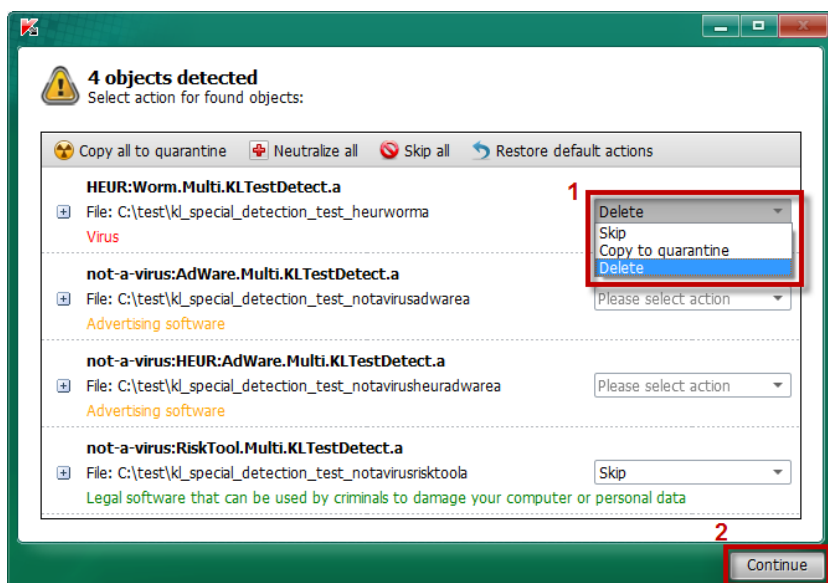 4 objects detected
Select action for found objects:
Copy all to quarantine Neutralize all Skip all Restore default actions
HEUR:Worm.Multi.KLTestDetect.a
1
File: C:\test\kl_special_detection_test_heurworma
Delete
Virus
Skip
Copy to quarantine
Delete
not-a-virus:AdWare.Multi.KLTestDetect.a
File: C:\test\kl_special_detection_test_notavirusadwarea
Please select action
Advertising software
not-a-virus:HEUR:AdWare.Multi.KLTestDetect.a
File: C:\test\kl_special_detection_test_notavirusheuradwarea
Please select action
Advertising software
not-a-virus:RiskTool.Multi.KLTestDetect.a
File: C:\test\kl_special_detection_test_notavirusrisktoola
Skip
Legal software that can be used by criminals to damage your computer or personal data
2
Continue